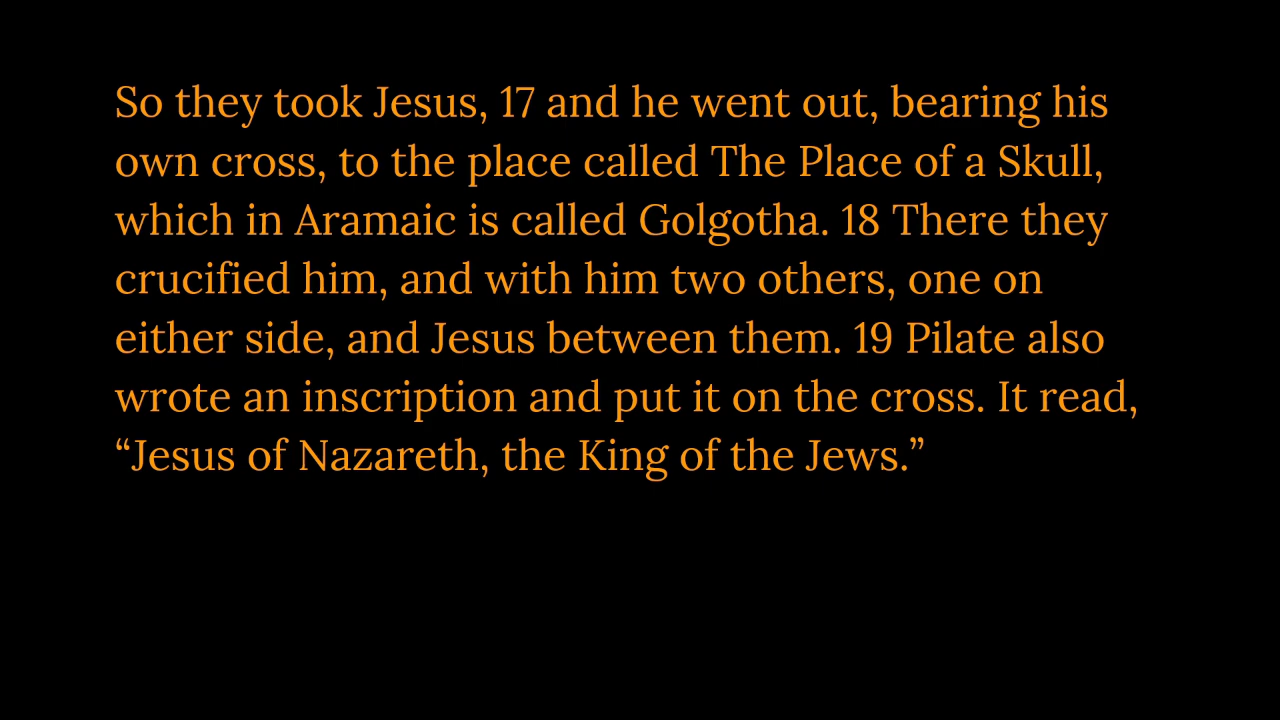 So they took Jesus, 17 and he went out, bearing his
own cross, to the place called The Place of a Skull,
which in Aramaic is called Golgotha. 18 There they
crucified him, and with him two others, one on
either side, and Jesus between them. 19 Pilate also
wrote an inscription and put it on the cross. It read,
“Jesus of Nazareth, the King of the Jews.”